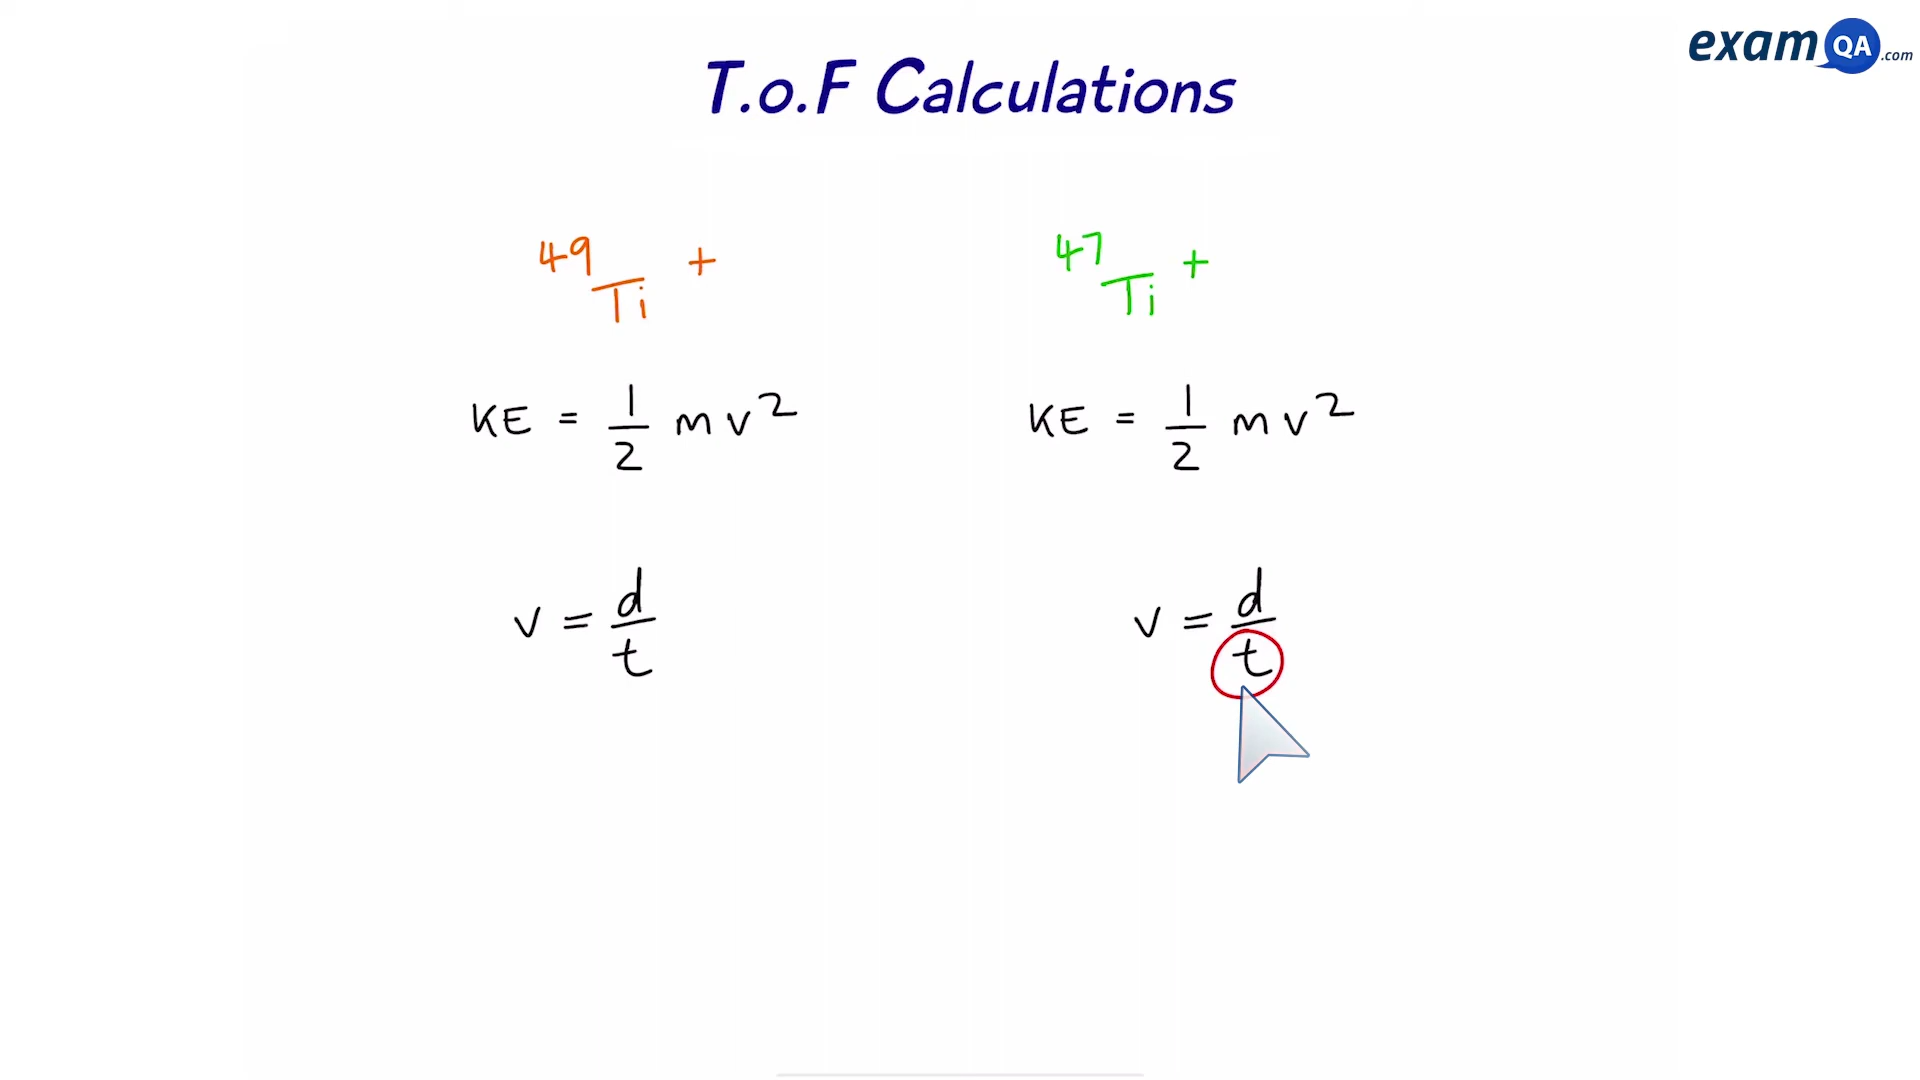 examQA.com
T.o.F Calculations
⁴⁹Ti⁺
⁴⁷Ti⁺
KE = 1/2 mv²
KE = 1/2 mv²
v = d/t
v = d/t